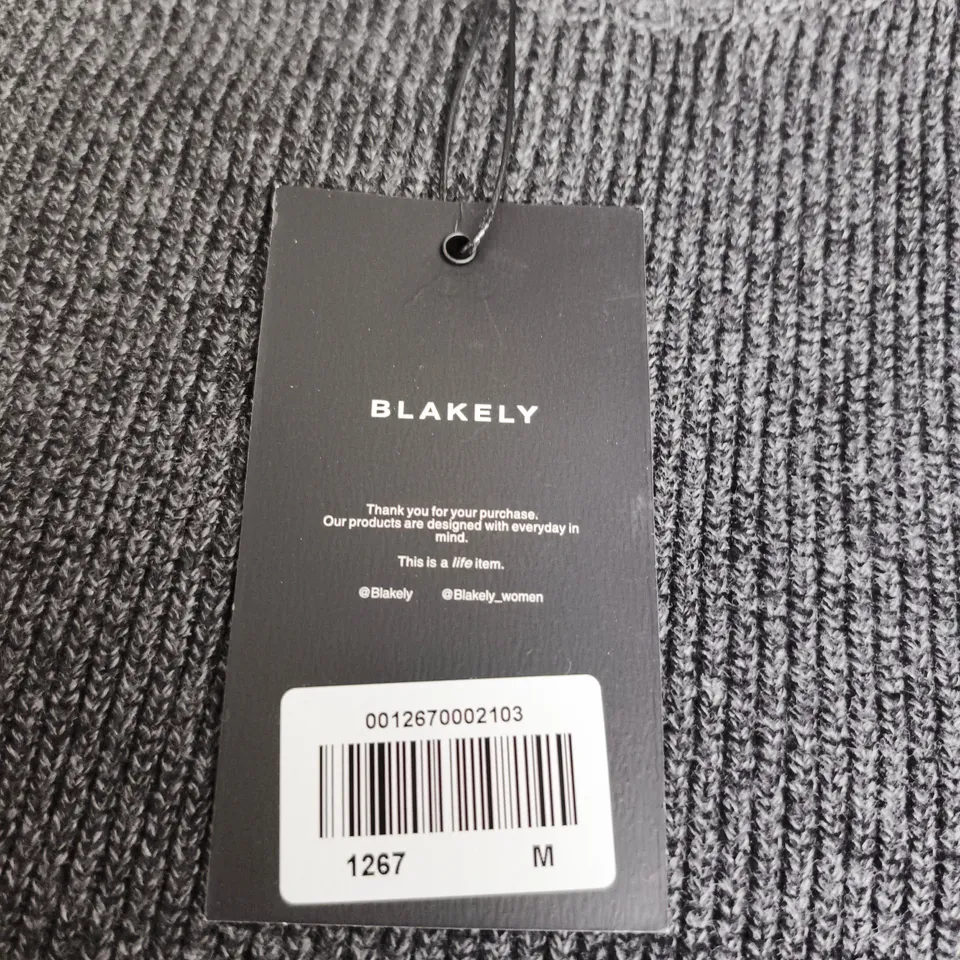 BLAKELY
Thank you for your purchase.
Our products are designed with everyday in
mind.
This is a life item.
@Blakely @Blakely_women
0012670002103
1267 M